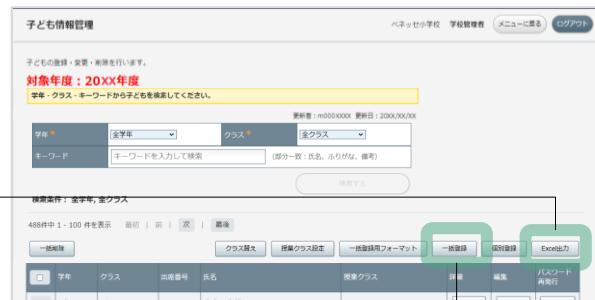 子ども情報管理 ベネッセ小学校 学校管理者 メニューに戻る ログアウト
子どもの登録・変更・削除を行います。
対象年度：20XX年度
学年・クラス・キーワードから子どもを検索してください。
更新者：m000XXXX 更新日：20XX/XX/XX
学年 * 全学年 クラス * 全クラス
キーワード キーワードを入力して検索 (部分一致：氏名、ふりがな、備考)
検索する
検索条件： 全学年, 全クラス
488件中 1 - 100 件を表示 最初 | 前 | 次 | 最後
一括削除 クラス替え 授業クラス設定 一括登録用フォーマット 一括登録 個別登録 Excel出力
学年 クラス 出席番号 氏名 授業クラス 詳細 編集 パスワード
再発行